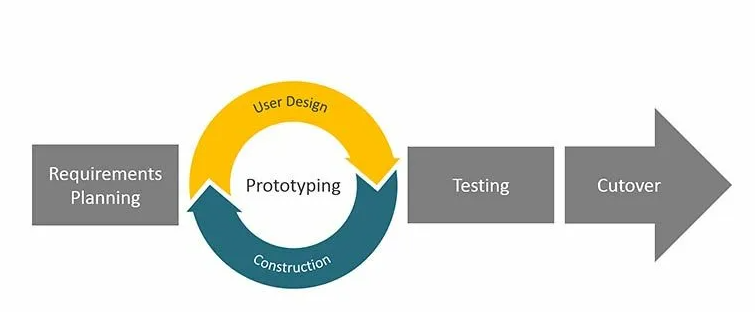 Requirements
Planning
User Design
Prototyping
Construction
Testing
Cutover